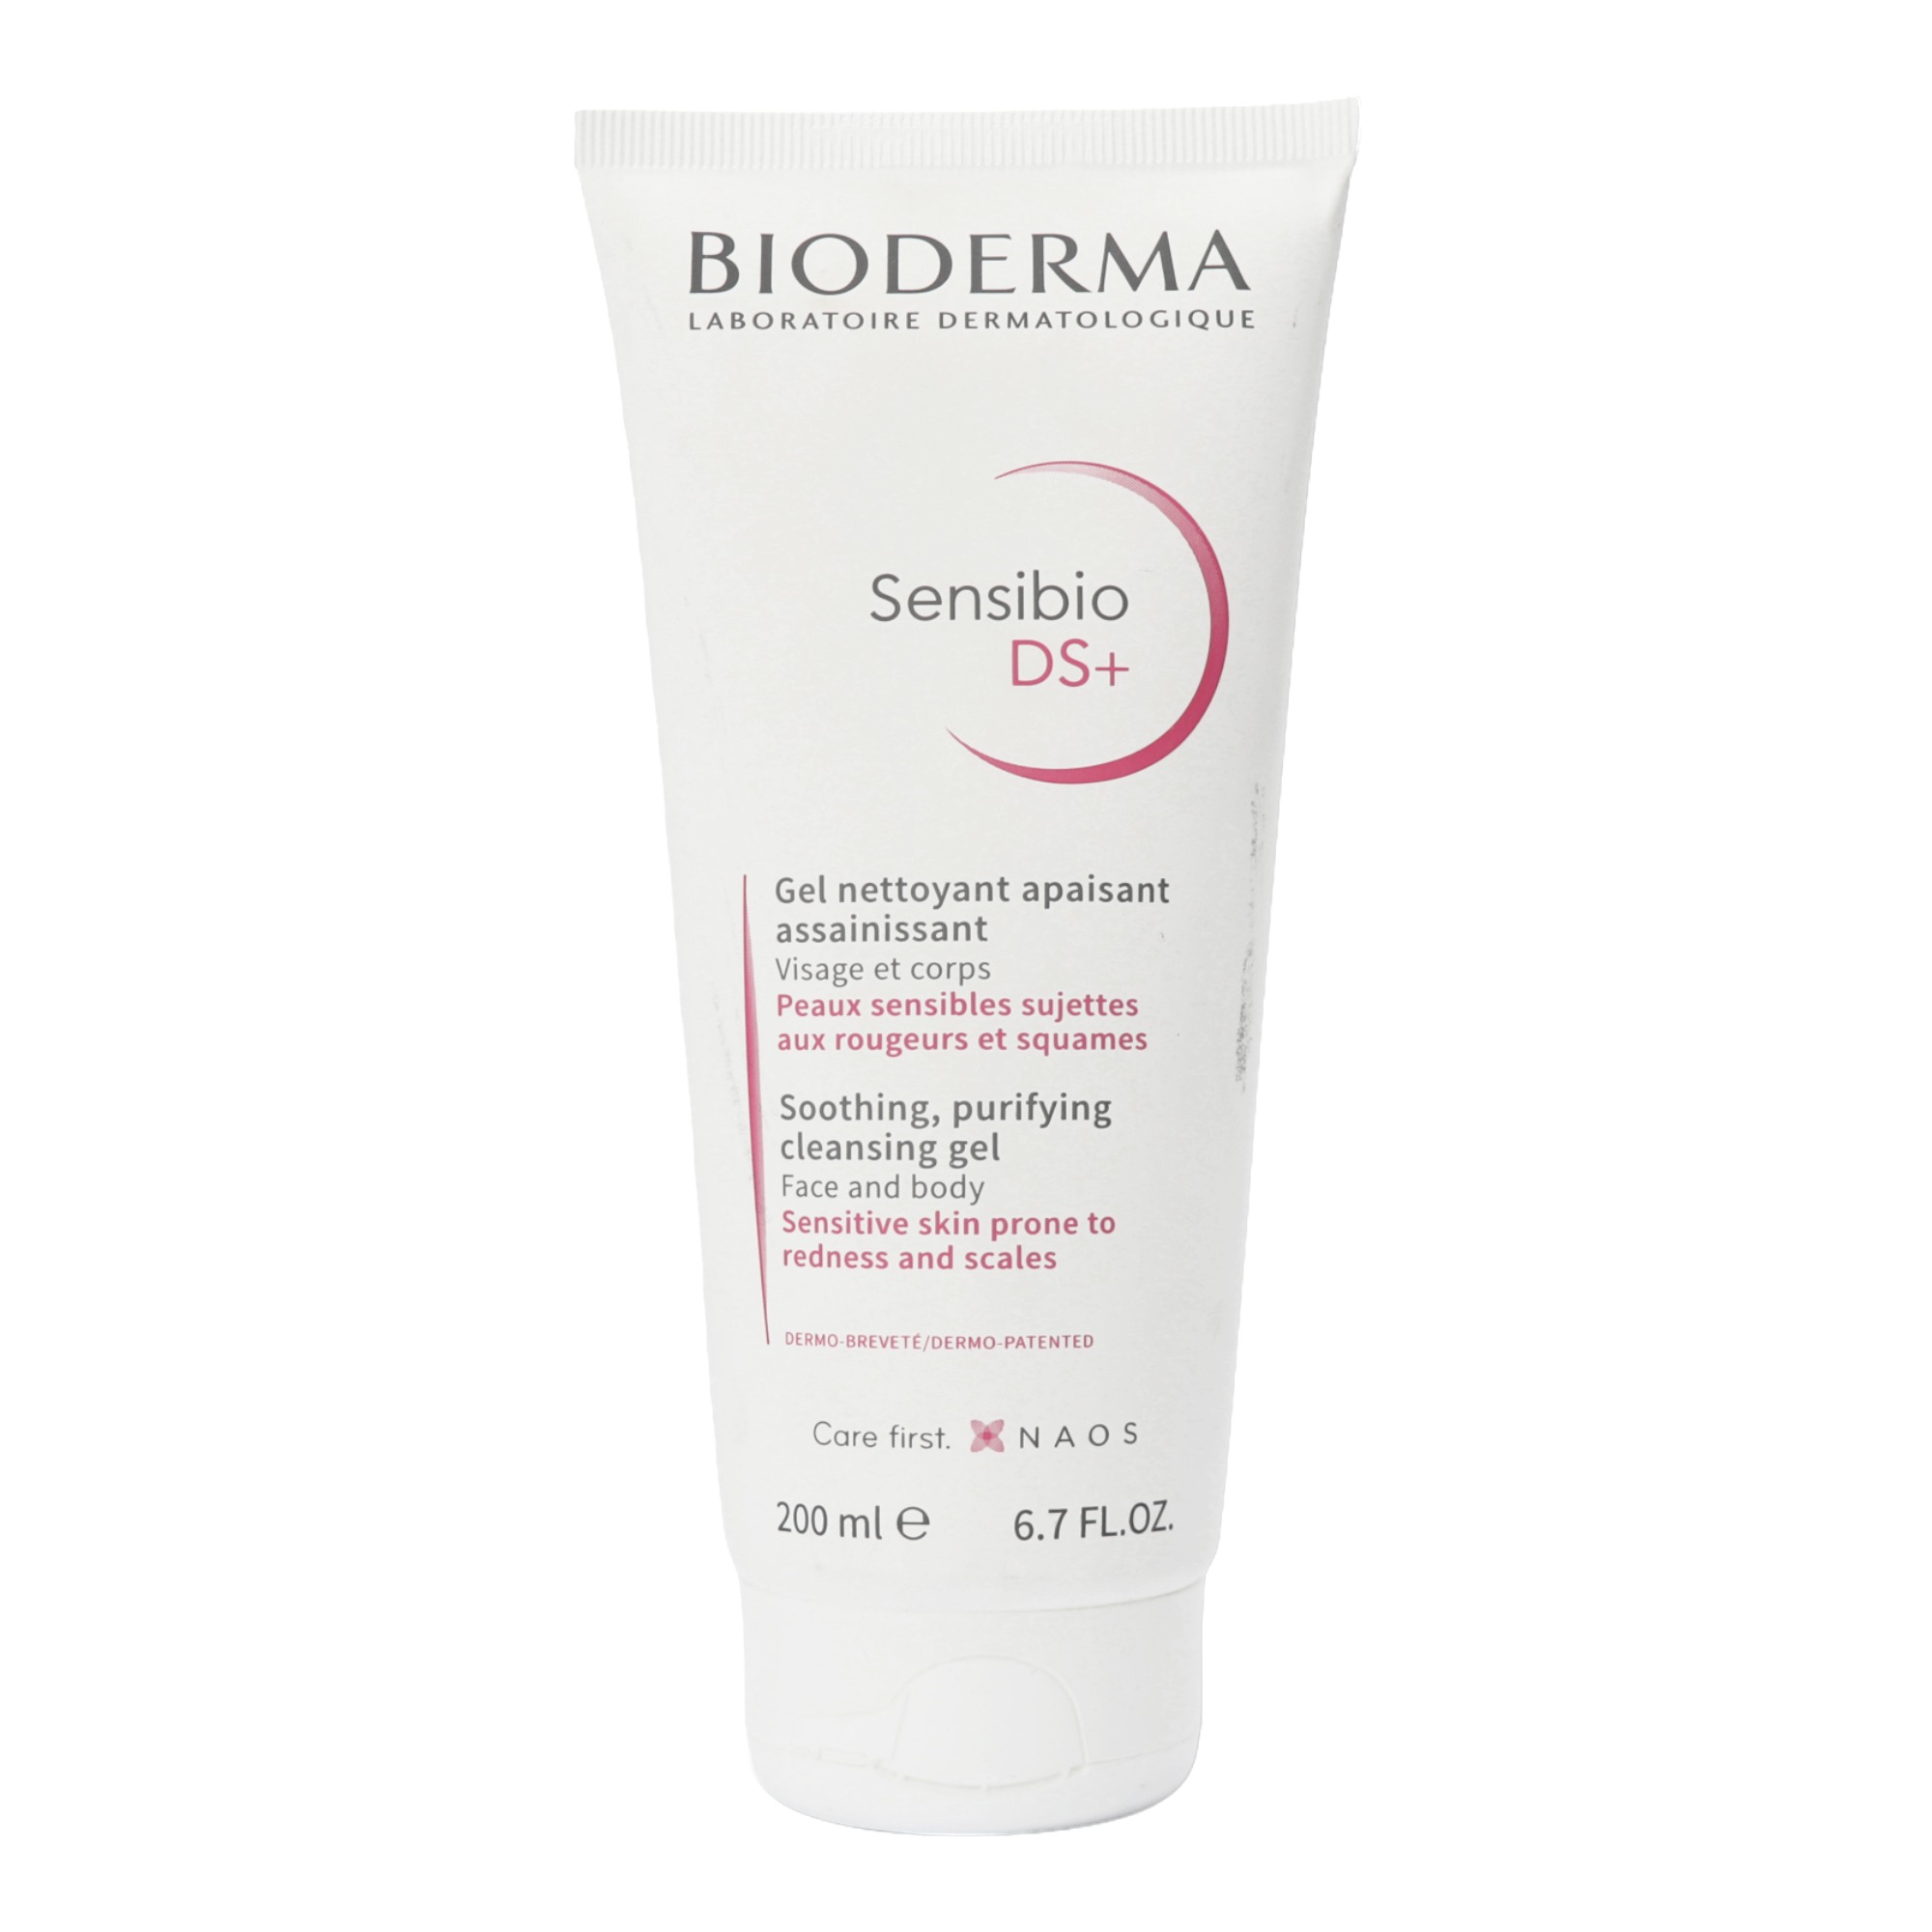 BIODERMA
LABORATOIRE DERMATOLOGIQUE
Sensibio
DS+
Gel nettoyant apaisant
assainissant
Visage et corps
Peaux sensibles sujettes
aux rougeurs et squames
Soothing, purifying
cleansing gel
Face and body
Sensitive skin prone to
redness and scales
DERMO-BREVETÉ/DERMO-PATENTED
Care first. NAOS
200 ml ℮ 6.7 FL.OZ.